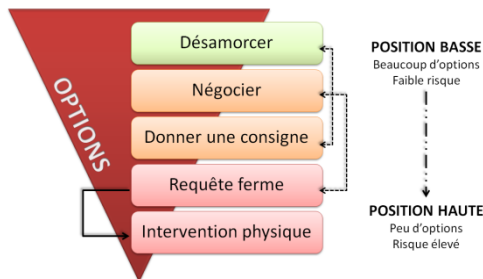 OPTIONS
Désamorcer
Négocier
Donner une consigne
Requête ferme
Intervention physique
POSITION BASSE
Beaucoup d'options
Faible risque
POSITION HAUTE
Peu d'options
Risque élevé